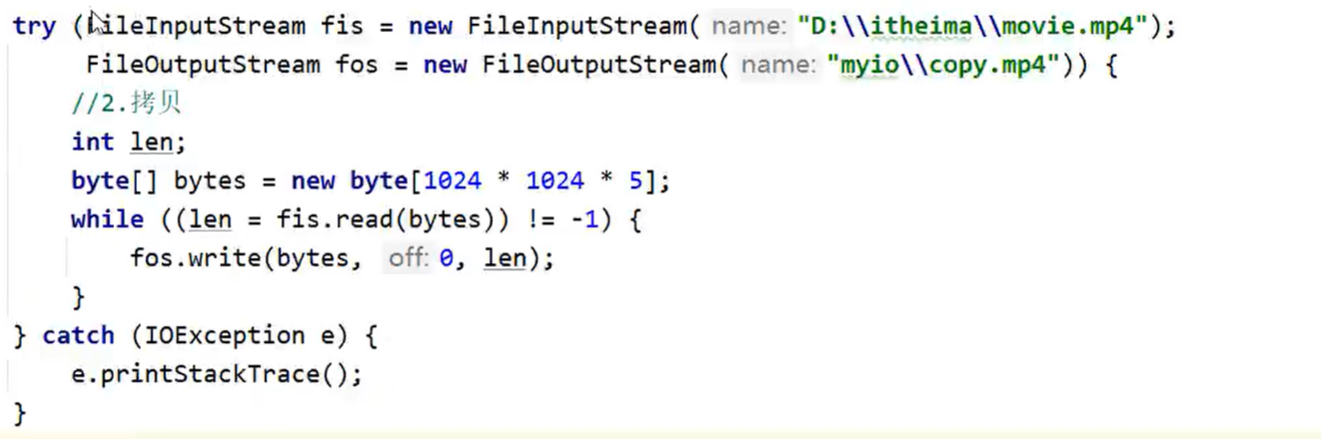 try (FileInputStream fis = new FileInputStream( name: "D:\\itheima\\movie.mp4");
FileOutputStream fos = new FileOutputStream( name: "myio\\copy.mp4")) {
//2.拷贝
int len;
byte[] bytes = new byte[1024 * 1024 * 5];
while ((len = fis.read(bytes)) != -1) {
fos.write(bytes, off: 0, len);
}
} catch (IOException e) {
e.printStackTrace();
}